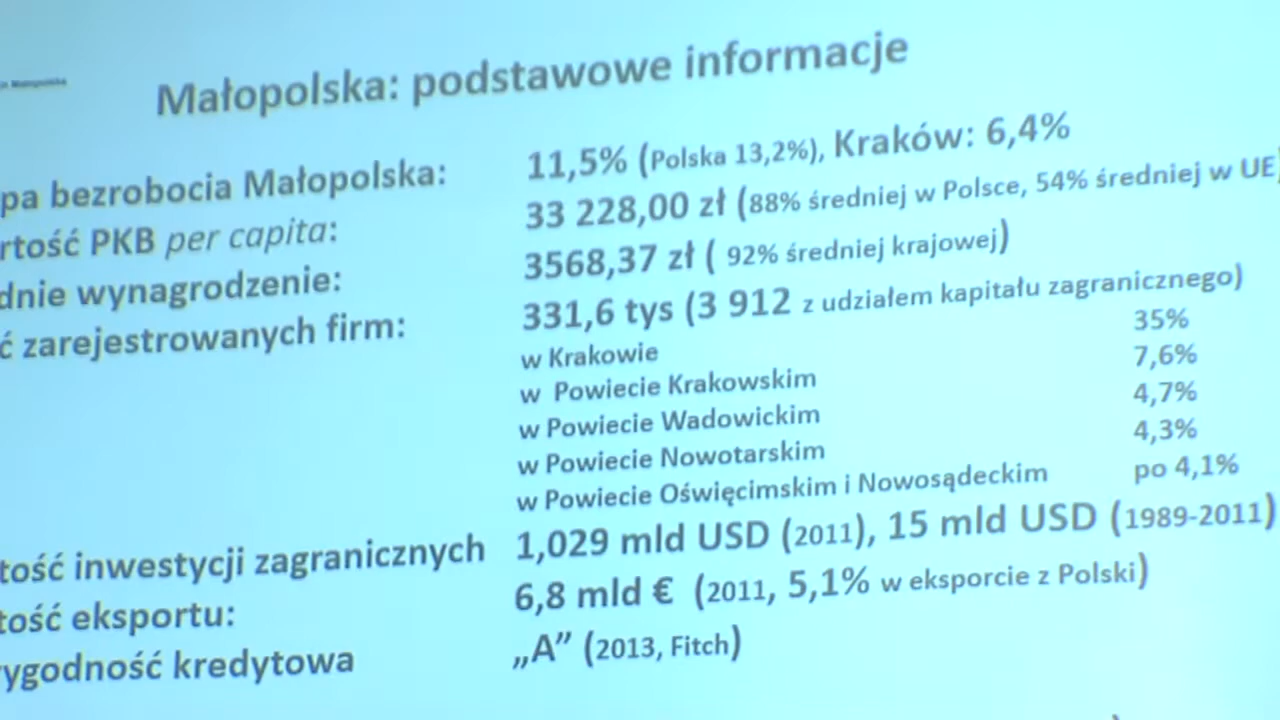 Małopolska: podstawowe informacje
pa bezrobocia Małopolska: 11,5% (Polska 13,2%), Kraków: 6,4%
rtość PKB per capita: 33 228,00 zł (88% średniej w Polsce, 54% średniej w UE)
dnie wynagrodzenie: 3568,37 zł ( 92% średniej krajowej)
ć zarejestrowanych firm: 331,6 tys (3 912 z udziałem kapitału zagranicznego)
w Krakowie 35%
w Powiecie Krakowskim 7,6%
w Powiecie Wadowickim 4,7%
w Powiecie Nowotarskim 4,3%
w Powiecie Oświęcimskim i Nowosądeckim po 4,1%
tość inwestycji zagranicznych 1,029 mld USD (2011), 15 mld USD (1989-2011)
tość eksportu: 6,8 mld € (2011, 5,1% w eksporcie z Polski)
ygodność kredytowa „A” (2013, Fitch)